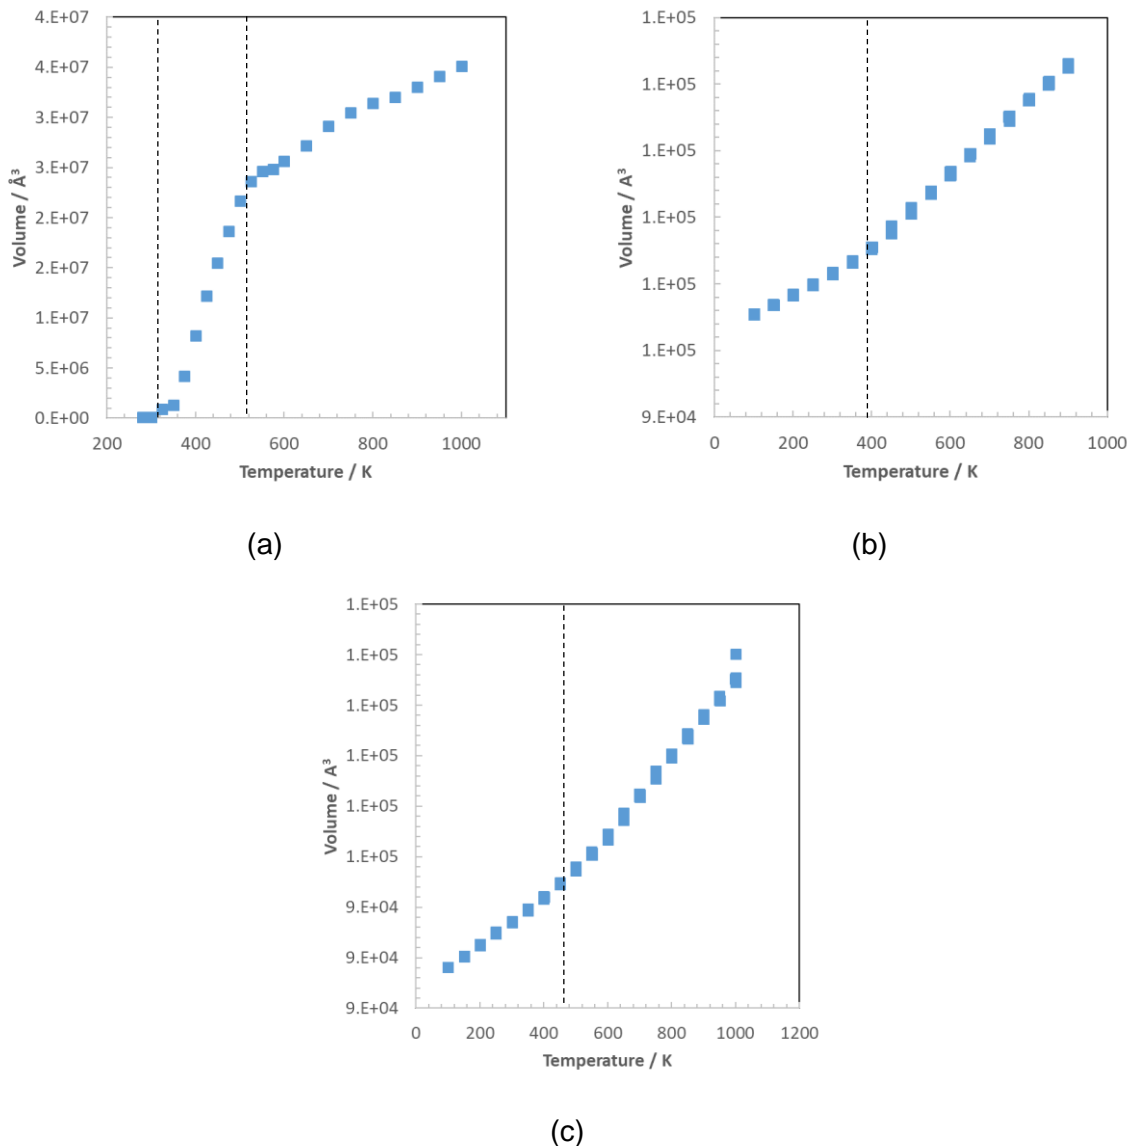 4.E+07
4.E+07
3.E+07
3.E+07
2.E+07
2.E+07
1.E+07
5.E+06
0.E+00
Volume / Å³
200 400 600 800 1000
Temperature / K
(a)
1.E+05
1.E+05
1.E+05
1.E+05
1.E+05
1.E+05
9.E+04
Volume / A³
0 200 400 600 800 1000
Temperature / K
(b)
1.E+05
1.E+05
1.E+05
1.E+05
1.E+05
1.E+05
9.E+04
9.E+04
9.E+04
Volume / A³
0 200 400 600 800 1000 1200
Temperature / K
(c)